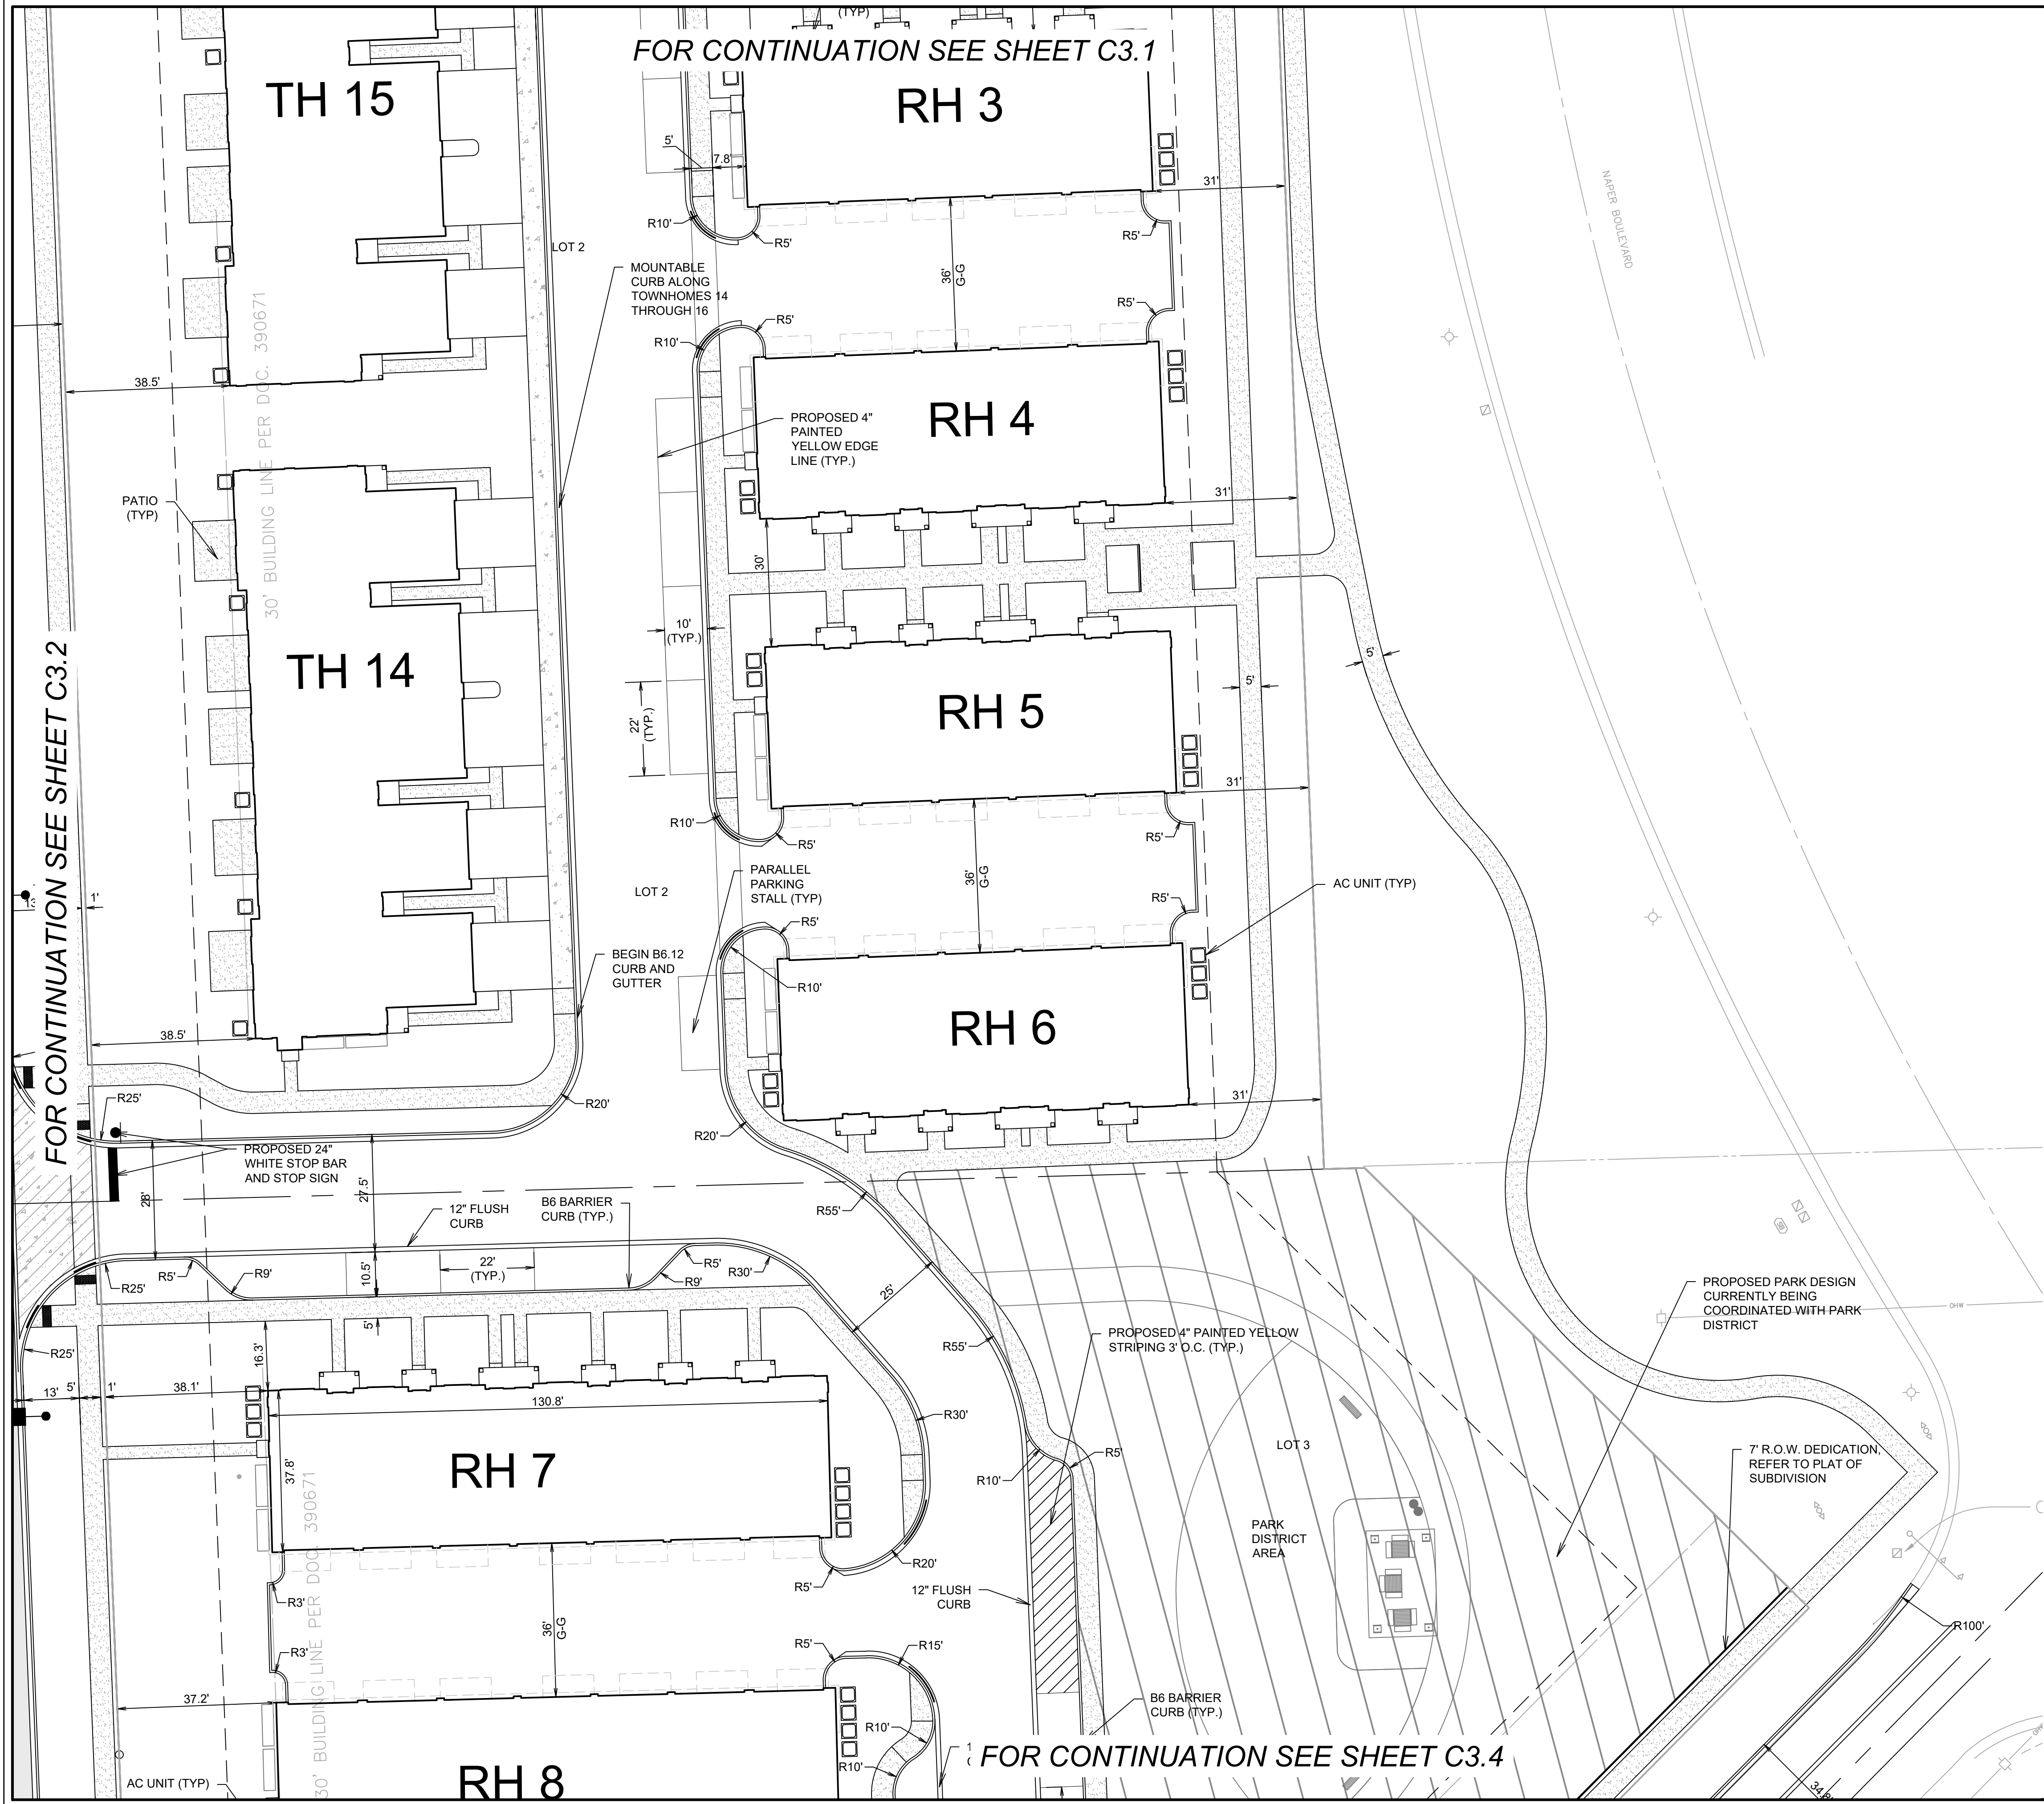 (TYP)
FOR CONTINUATION SEE SHEET C3.1
TH 15
RH 3
5'
7.8'
31'
R10'
R5'
R5'
NAPER BOULEVARD
LOT 2
MOUNTABLE
CURB ALONG
TOWNHOMES 14
THROUGH 16
36'
G-G
R5'
R5'
R10'
30' BUILDING LINE PER DOC. 390671
38.5'
PROPOSED 4"
PAINTED
YELLOW EDGE
LINE (TYP.)
RH 4
PATIO
(TYP)
31'
30'
10'
(TYP.)
5'
5'
TH 14
RH 5
22'
(TYP.)
FOR CONTINUATION SEE SHEET C3.2
31'
R10'
R5'
R5'
PARALLEL
PARKING
STALL (TYP)
LOT 2
36'
G-G
AC UNIT (TYP)
1'
13'
R5'
R5'
BEGIN B6.12
CURB AND
GUTTER
R10'
RH 6
38.5'
R25'
R20'
31'
R20'
PROPOSED 24"
WHITE STOP BAR
AND STOP SIGN
28'
27.5'
12" FLUSH
CURB
B6 BARRIER
CURB (TYP.)
R55'
R25'
R5'
R9'
10.5'
22'
(TYP.)
R5'
R9'
R30'
25'
PROPOSED PARK DESIGN
CURRENTLY BEING
COORDINATED WITH PARK
DISTRICT
OHW
5'
R25'
16.3'
R55'
PROPOSED 4" PAINTED YELLOW
STRIPING 3' O.C. (TYP.)
13'
5'
1'
38.1'
130.8'
R30'
37.8'
RH 7
R10'
R5'
LOT 3
7' R.O.W. DEDICATION,
REFER TO PLAT OF
SUBDIVISION
30' BUILDING LINE PER DOC. 390671
PARK
DISTRICT
AREA
R20'
R5'
12" FLUSH
CURB
R3'
36'
G-G
R3'
R5'
R15'
R100'
37.2'
R10'
B6 BARRIER
CURB (TYP.)
R10'
FOR CONTINUATION SEE SHEET C3.4
AC UNIT (TYP)
RH 8
34.8'